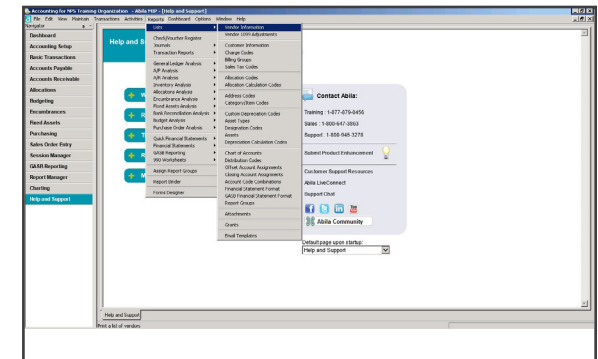 Accounting for NPS Training Organization - Abila MIP - [Help and Support]
File Edit View Maintain Transactions Activities Reports Dashboard Options Window Help
Navigator
Dashboard
Accounting Setup
Basic Transactions
Accounts Payable
Accounts Receivable
Allocations
Budgeting
Encumbrances
Fixed Assets
Purchasing
Sales Order Entry
Session Manager
GASB Reporting
Report Manager
Charting
Help and Support
Help and S
Lists
Check/Voucher Register
Journals
Transaction Reports
General Ledger Analysis
A/P Analysis
A/R Analysis
Inventory Analysis
Allocations Analysis
Encumbrance Analysis
Fixed Assets Analysis
Bank Reconciliation Analysis
Budget Analysis
Purchase Order Analysis
Quick Financial Statements
Financial Statements
GASB Reporting
990 Worksheets
Assign Report Groups
Report Binder
Forms Designer
Vendor Information
Vendor 1099 Adjustments
Customer Information
Charge Codes
Billing Groups
Sales Tax Codes
Allocation Codes
Allocation Calculation Codes
Address Codes
Category/Item Codes
Custom Depreciation Codes
Asset Types
Designation Codes
Assets
Depreciation Calculation Codes
Chart of Accounts
Distribution Codes
Offset Account Assignments
Closing Account Assignments
Account Code Combinations
Financial Statement Format
GASB Financial Statement Format
Report Groups
Attachments
Grants
Email Templates
Contact Abila:
Training : 1-877-879-0456
Sales : 1-800-647-3863
Support : 1-800-945-3278
Submit Product Enhancement
Customer Support Resources
Abila LiveConnect
Support Chat
Abila Community
Default page upon startup:
Help and Support
Help and Support
Print a list of vendors